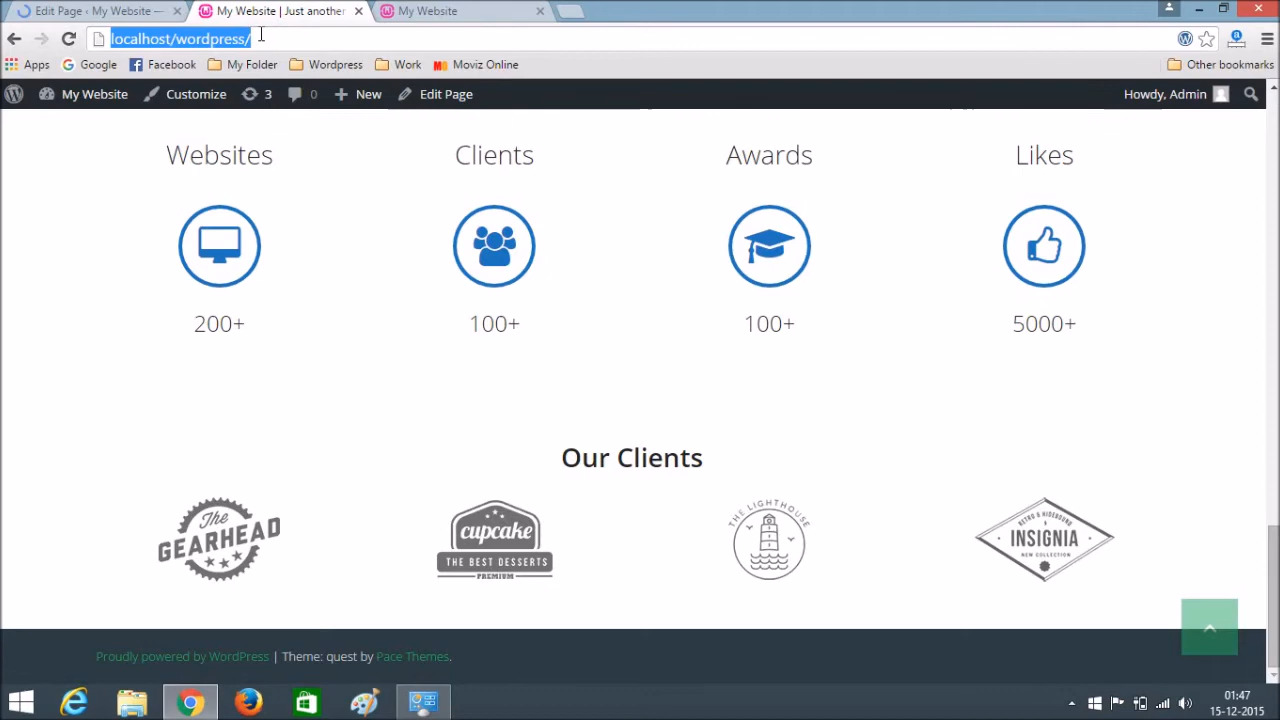 Edit Page ‹ My Website —
My Website | Just another
My Website
localhost/wordpress/
Apps
Google
Facebook
My Folder
Wordpress
Work
Moviz Online
Other bookmarks
My Website
Customize
3
0
New
Edit Page
Howdy, Admin
Websites
Clients
Awards
Likes
200+
100+
100+
5000+
Our Clients
The
GEARHEAD
cupcake
THE BEST DESSERTS
PREMIUM
THE LIGHTHOUSE
RETRO & HIDEBOUND
INSIGNIA
NEW COLLECTION
Proudly powered by WordPress | Theme: quest by Pace Themes.
01:47
15-12-2015